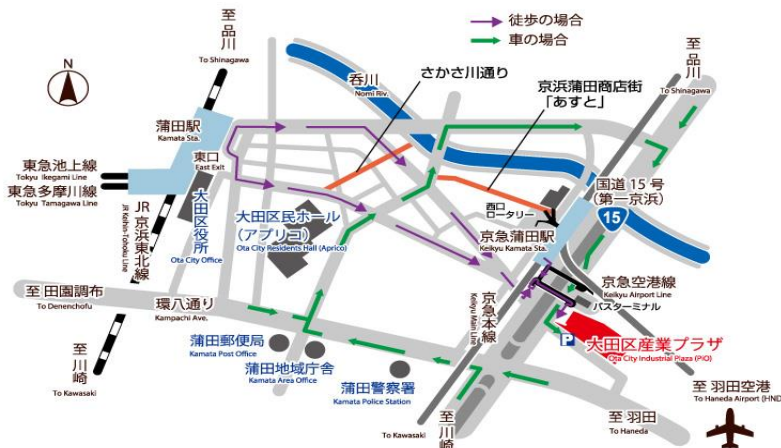 徒歩の場合
車の場合
至 品川
To Shinagawa
N
呑川
Nomi Riv.
さかさ川通り
京浜蒲田商店街
「あすと」
至 品川
To Shinagawa
蒲田駅
Kamata Sta.
東口
East Exit
東急池上線
Tokyu Ikegami Line
東急多摩川線
Tokyu Tamagawa Line
JR京浜東北線
JR Keihin-Tohoku Line
大田区役所
Ota City Office
大田区民ホール
(アプリコ)
Ota City Residents Hall (Aprico)
西口
ロータリー
国道 15 号
(第一京浜)
15
京急蒲田駅
Keikyu Kamata Sta.
京急空港線
Keikyu Airport Line
バスターミナル
京急本線
Keikyu Main Line
至 田園調布
To Denenchofu
環八通り
Kampachi Ave.
P
大田区産業プラザ
Ota City Industrial Plaza (PiO)
蒲田郵便局
Kamata Post Office
蒲田地域庁舎
Kamata Area Office
蒲田警察署
Kamata Police Station
至 川崎
To Kawasaki
至 川崎
To Kawasaki
至 羽田
To Haneda
至 羽田空港
To Haneda Airport (HND)